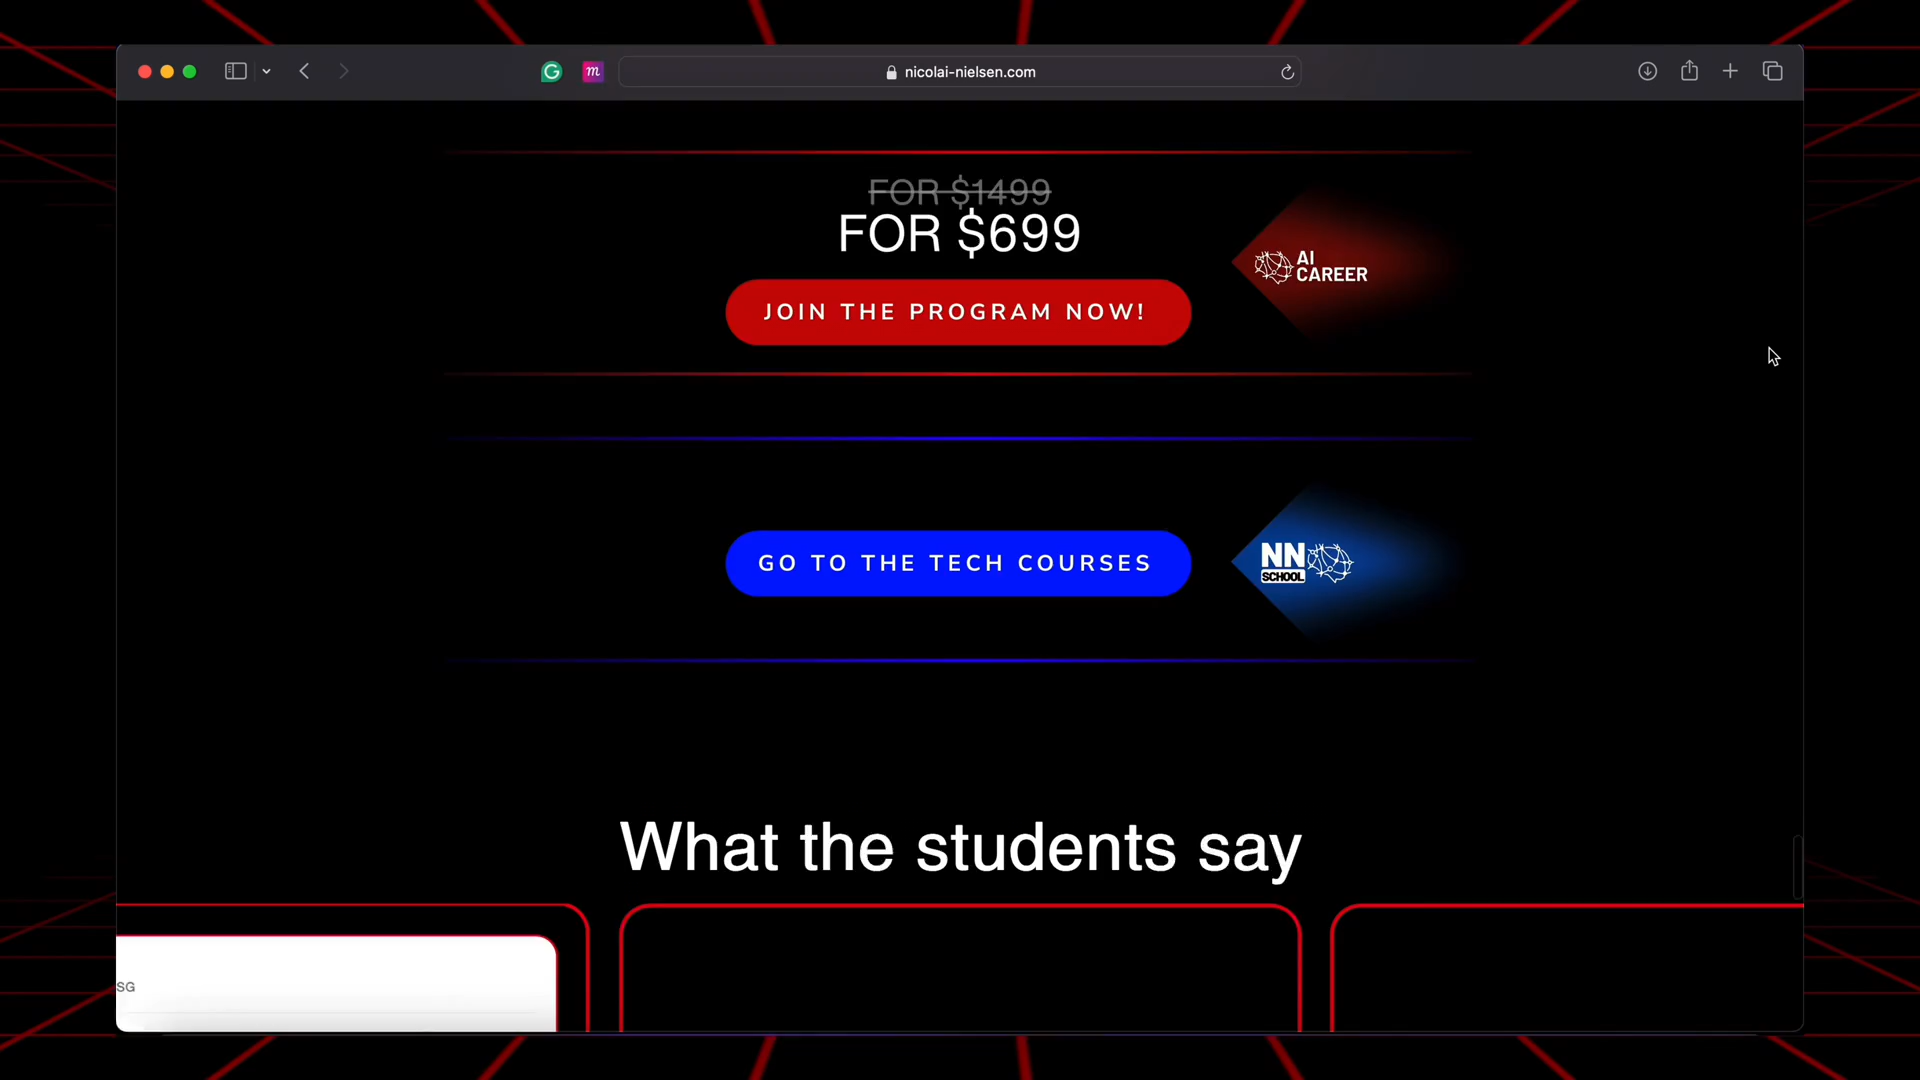 nicolai-nielsen.com
FOR $1499
FOR $699
AI
CAREER
JOIN THE PROGRAM NOW!
GO TO THE TECH COURSES
NN
SCHOOL
What the students say
SG